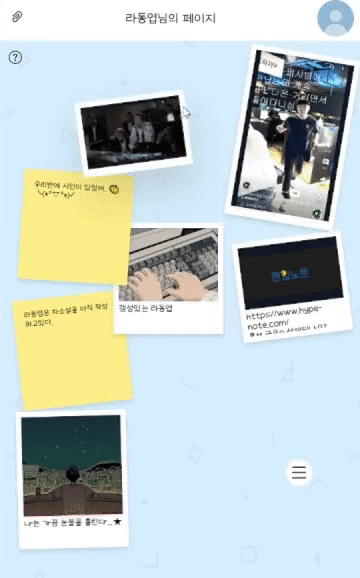 라동엽님의 페이지
?
우리반에 시인이 있었어.
갬성있는 라동엽
https://www.hype-
note.com/
라동엽은 자소설을 아직 작성
하고있다.
나는 가끔 눈물을 흘린다...★